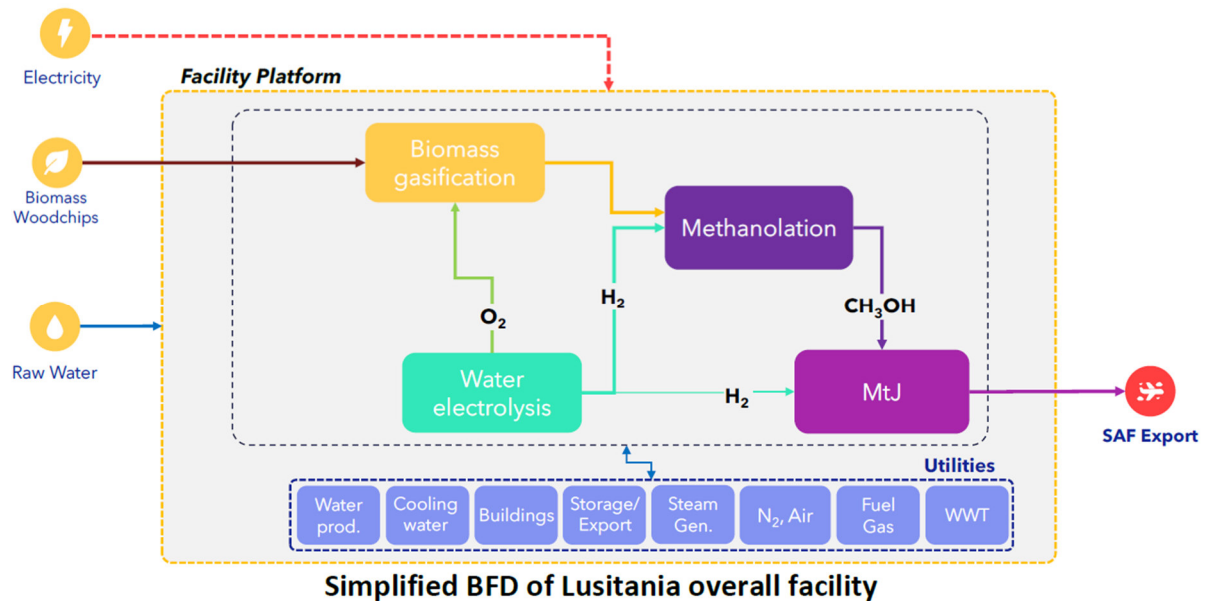 Electricity
Facility Platform
Biomass
gasification
Biomass
Woodchips
Methanolation
H₂
CH₃OH
O₂
Raw Water
Water
electrolysis
H₂
MtJ
SAF Export
Utilities
Water
prod.
Cooling
water
Buildings
Storage/
Export
Steam
Gen.
N₂, Air
Fuel
Gas
WWT
Simplified BFD of Lusitania overall facility